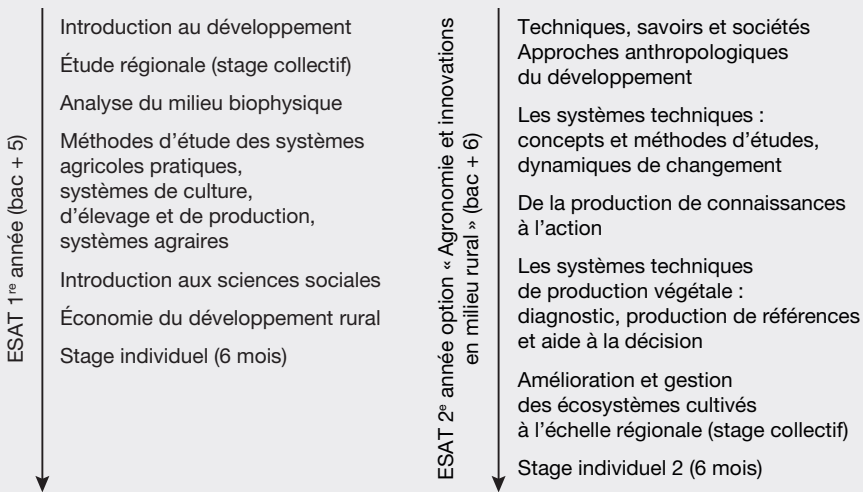 ESAT 1re année (bac + 5)
Introduction au développement
Étude régionale (stage collectif)
Analyse du milieu biophysique
Méthodes d'étude des systèmes
agricoles pratiques,
systèmes de culture,
d'élevage et de production,
systèmes agraires
Introduction aux sciences sociales
Économie du développement rural
Stage individuel (6 mois)
ESAT 2e année option « Agronomie et innovations
en milieu rural » (bac + 6)
Techniques, savoirs et sociétés
Approches anthropologiques
du développement
Les systèmes techniques :
concepts et méthodes d'études,
dynamiques de changement
De la production de connaissances
à l'action
Les systèmes techniques
de production végétale :
diagnostic, production de références
et aide à la décision
Amélioration et gestion
des écosystèmes cultivés
à l'échelle régionale (stage collectif)
Stage individuel 2 (6 mois)